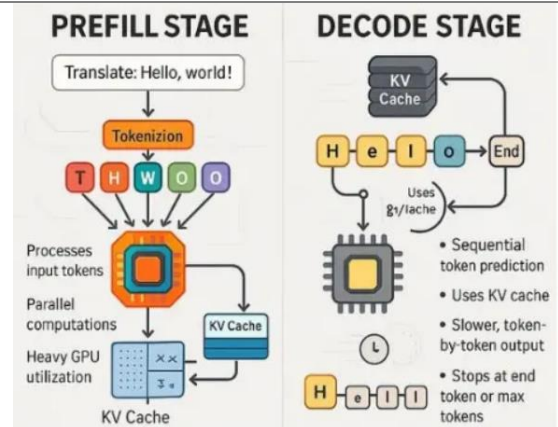 PREFILL STAGE
Translate: Hello, world!
Tokenizion
T H W O O
Processes
input tokens
Parallel
computations
Heavy GPU
utilization
KV Cache
x x
KV Cache
DECODE STAGE
KV
Cache
H e l o End
Uses
• Sequential
token prediction
• Uses KV cache
• Slower, token-
by-token output
• Stops at end
token or max
tokens
H e l l